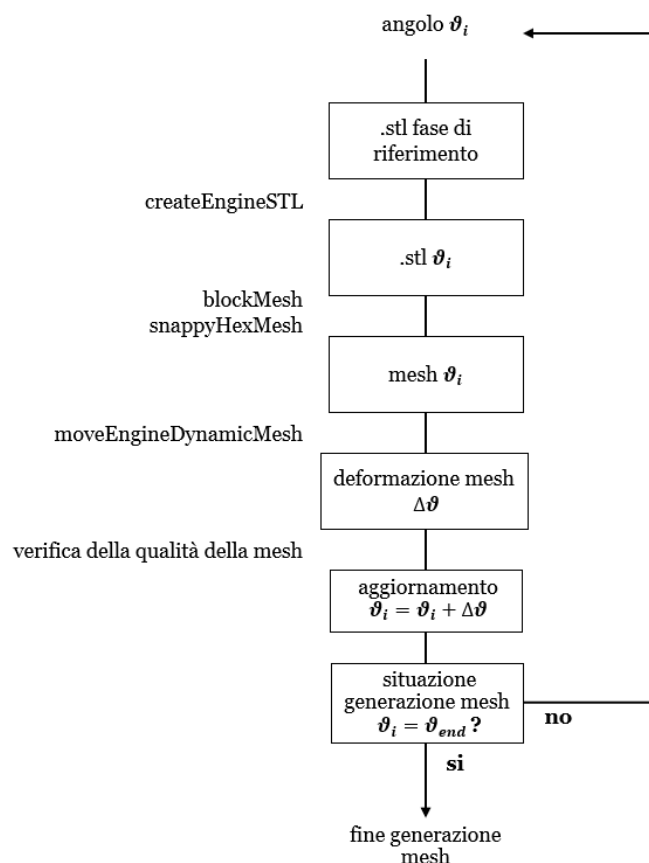 angolo 𝝑ᵢ
.stl fase di
riferimento
createEngineSTL
.stl 𝝑ᵢ
blockMesh
snappyHexMesh
mesh 𝝑ᵢ
moveEngineDynamicMesh
deformazione mesh
Δ𝝑
verifica della qualità della mesh
aggiornamento
𝝑ᵢ = 𝝑ᵢ + Δ𝝑
situazione
generazione mesh
𝝑ᵢ = 𝝑_end ?
no
si
fine generazione
mesh